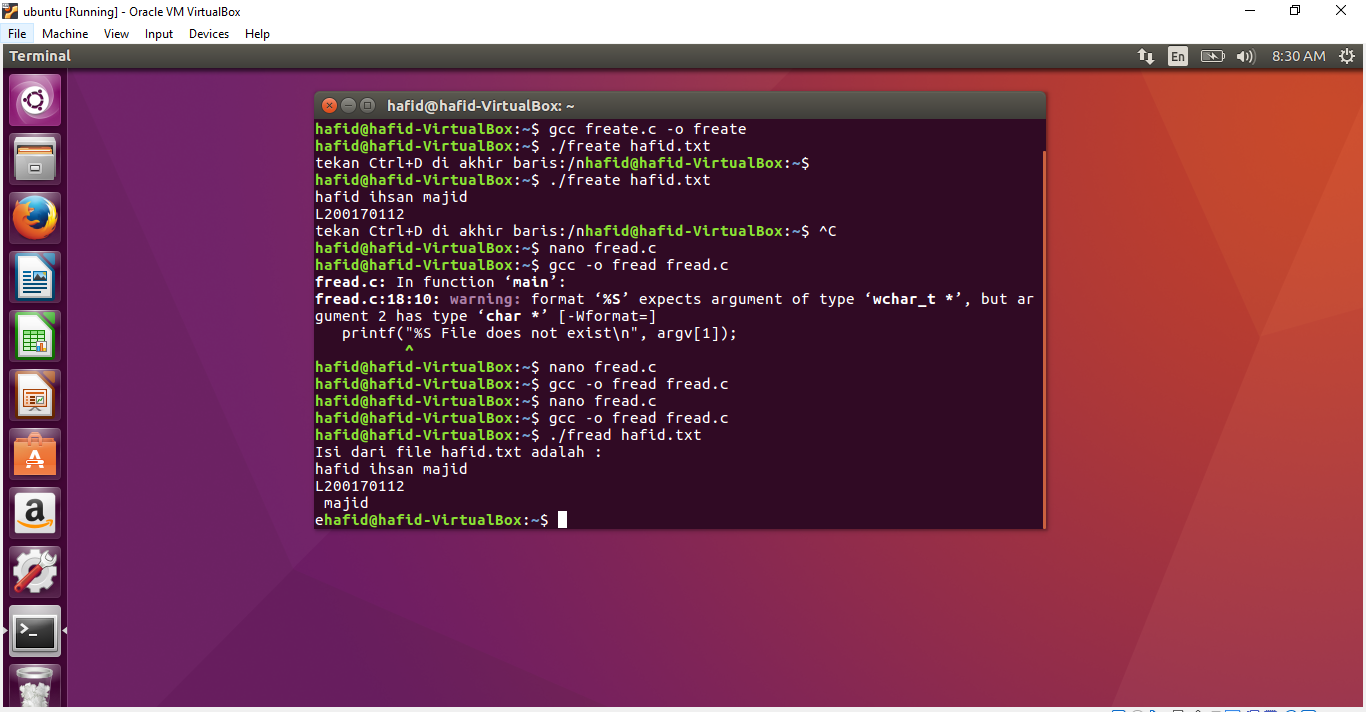 ubuntu [Running] - Oracle VM VirtualBox
File Machine View Input Devices Help
Terminal En 8:30 AM
hafid@hafid-VirtualBox: ~
hafid@hafid-VirtualBox:~$ gcc freate.c -o freate
hafid@hafid-VirtualBox:~$ ./freate hafid.txt
tekan Ctrl+D di akhir baris:/nhafid@hafid-VirtualBox:~$
hafid@hafid-VirtualBox:~$ ./freate hafid.txt
hafid ihsan majid
L200170112
tekan Ctrl+D di akhir baris:/nhafid@hafid-VirtualBox:~$ ^C
hafid@hafid-VirtualBox:~$ nano fread.c
hafid@hafid-VirtualBox:~$ gcc -o fread fread.c
fread.c: In function ‘main’:
fread.c:18:10: warning: format ‘%S’ expects argument of type ‘wchar_t *’, but ar
gument 2 has type ‘char *’ [-Wformat=]
   printf("%S File does not exist\n", argv[1]);
          ^
hafid@hafid-VirtualBox:~$ nano fread.c
hafid@hafid-VirtualBox:~$ gcc -o fread fread.c
hafid@hafid-VirtualBox:~$ nano fread.c
hafid@hafid-VirtualBox:~$ gcc -o fread fread.c
hafid@hafid-VirtualBox:~$ ./fread hafid.txt
Isi dari file hafid.txt adalah :
hafid ihsan majid
L200170112
 majid
ehafid@hafid-VirtualBox:~$